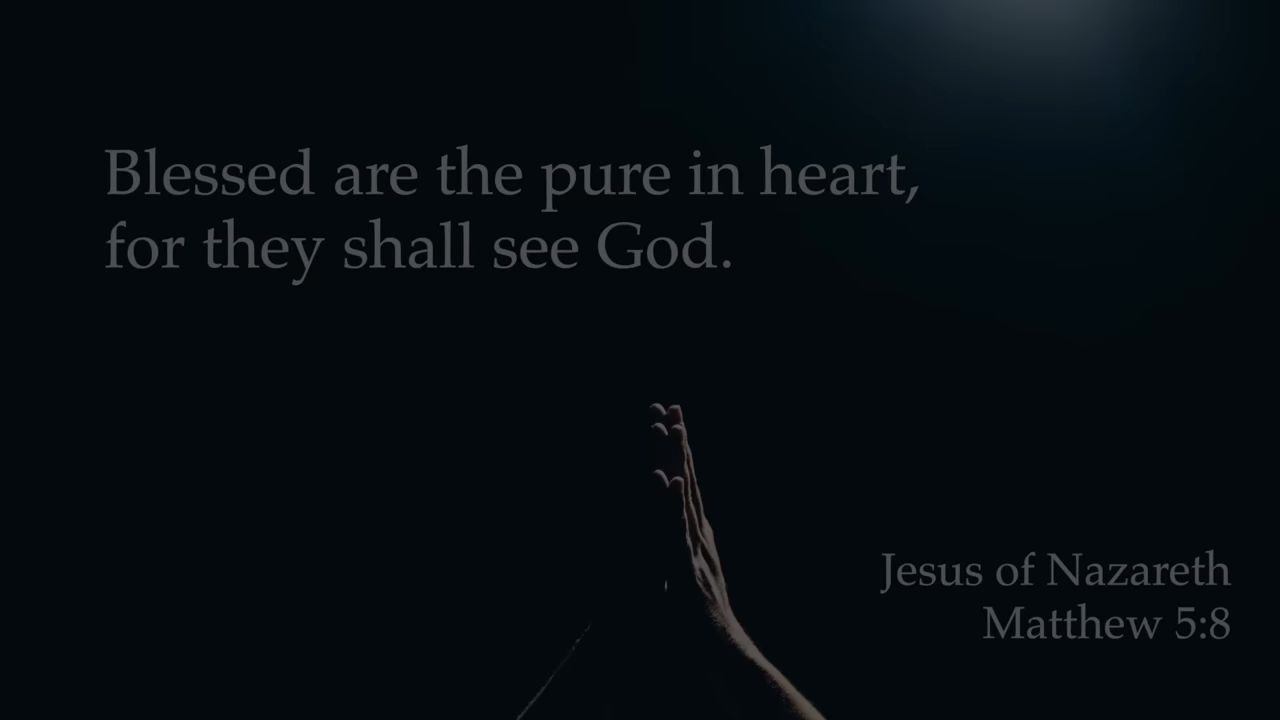 Blessed are the pure in heart,
for they shall see God.
Jesus of Nazareth
Matthew 5:8